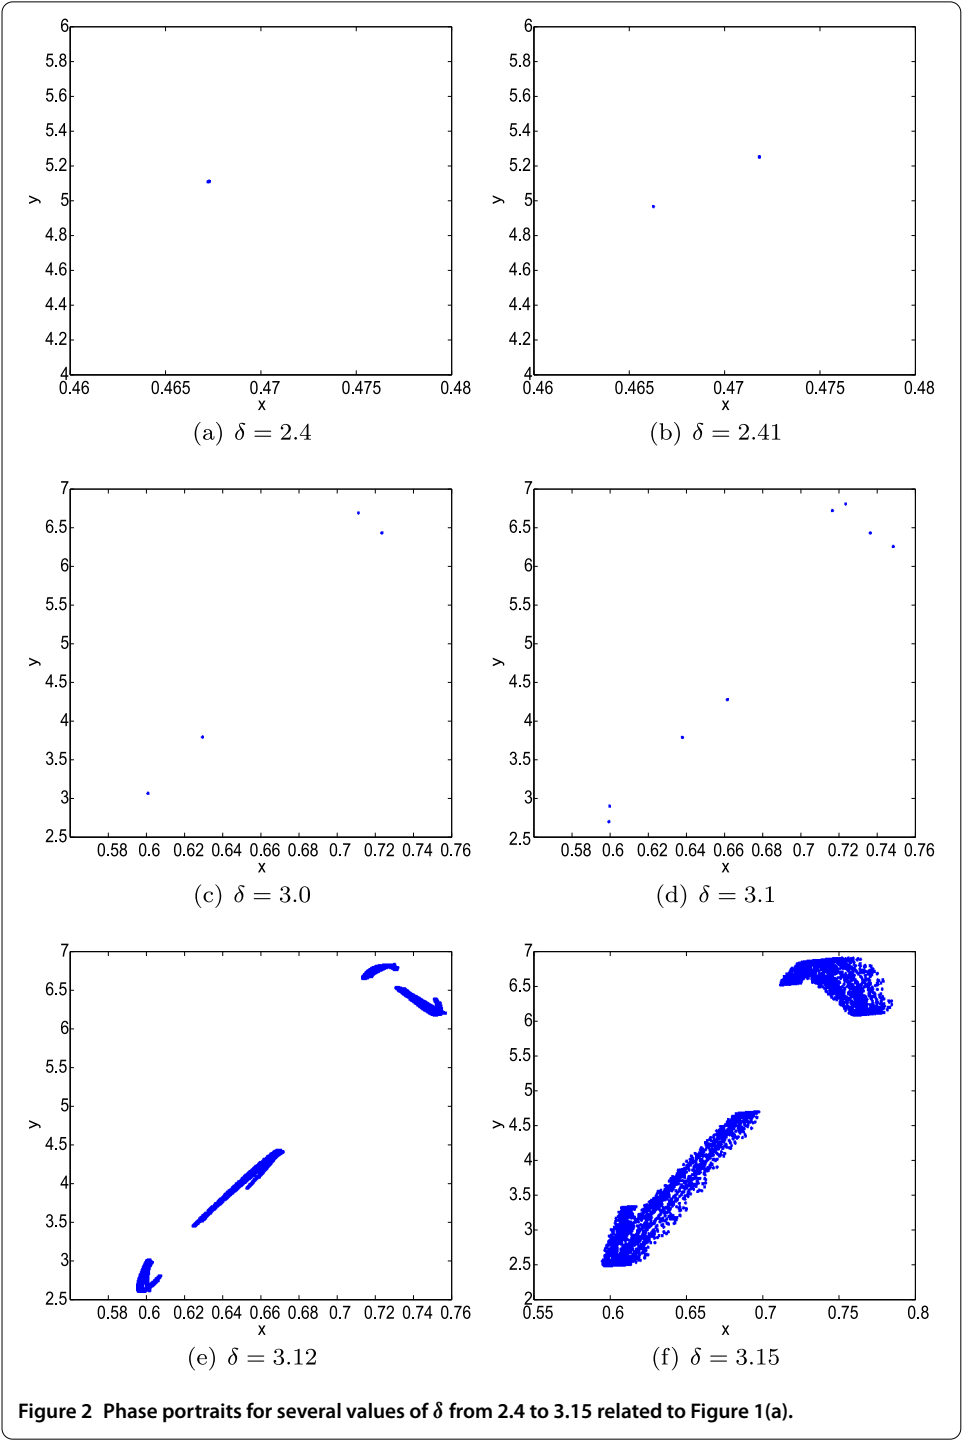 6
5.8
5.6
5.4
5.2
5
4.8
4.6
4.4
4.2
4
y
0.46 0.465 0.47 0.475 0.48
x
(a) δ = 2.4
6
5.8
5.6
5.4
5.2
5
4.8
4.6
4.4
4.2
4
y
0.46 0.465 0.47 0.475 0.48
x
(b) δ = 2.41
7
6.5
6
5.5
5
4.5
4
3.5
3
2.5
y
0.58 0.6 0.62 0.64 0.66 0.68 0.7 0.72 0.74 0.76
x
(c) δ = 3.0
7
6.5
6
5.5
5
4.5
4
3.5
3
2.5
y
0.58 0.6 0.62 0.64 0.66 0.68 0.7 0.72 0.74 0.76
x
(d) δ = 3.1
7
6.5
6
5.5
5
4.5
4
3.5
3
2.5
y
0.58 0.6 0.62 0.64 0.66 0.68 0.7 0.72 0.74 0.76
x
(e) δ = 3.12
7
6.5
6
5.5
5
4.5
4
3.5
3
2.5
2
y
0.55 0.6 0.65 0.7 0.75 0.8
x
(f) δ = 3.15
Figure 2 Phase portraits for several values of δ from 2.4 to 3.15 related to Figure 1(a).